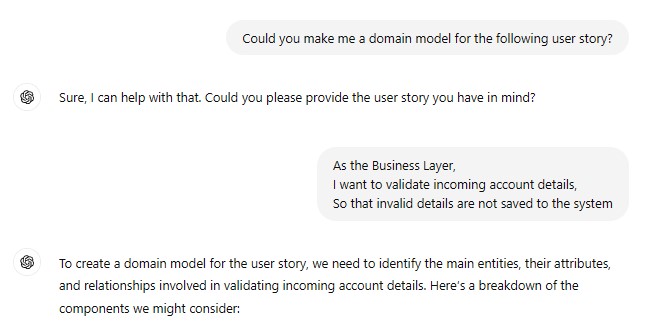 Could you make me a domain model for the following user story?
Sure, I can help with that. Could you please provide the user story you have in mind?
As the Business Layer,
I want to validate incoming account details,
So that invalid details are not saved to the system
To create a domain model for the user story, we need to identify the main entities, their attributes,
and relationships involved in validating incoming account details. Here's a breakdown of the
components we might consider: